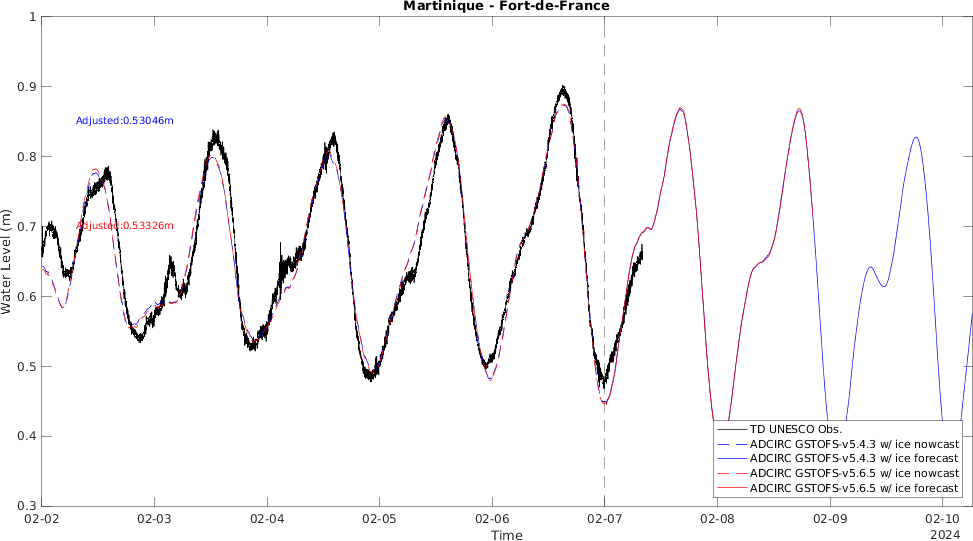 Martinique - Fort-de-France
1
0.9
0.8
0.7
0.6
0.5
0.4
0.3
Water Level (m)
Adjusted:0.53046m
Adjusted:0.53326m
TD UNESCO Obs.
ADCIRC GSTOFS-v5.4.3 w/ ice nowcast
ADCIRC GSTOFS-v5.4.3 w/ ice forecast
ADCIRC GSTOFS-v5.6.5 w/ ice nowcast
ADCIRC GSTOFS-v5.6.5 w/ ice forecast
02-02 02-03 02-04 02-05 02-06 02-07 02-08 02-09 02-10
Time
2024